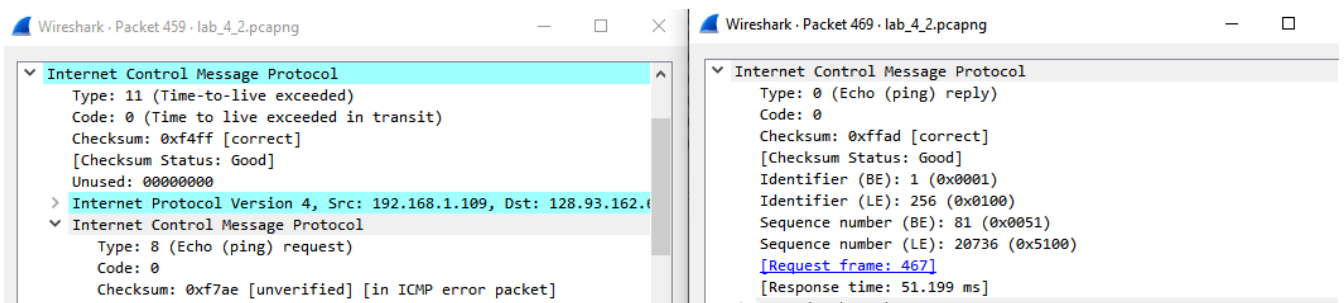 Wireshark · Packet 459 · lab_4_2.pcapng
Internet Control Message Protocol
Type: 11 (Time-to-live exceeded)
Code: 0 (Time to live exceeded in transit)
Checksum: 0xf4ff [correct]
[Checksum Status: Good]
Unused: 00000000
Internet Protocol Version 4, Src: 192.168.1.109, Dst: 128.93.162.
Internet Control Message Protocol
Type: 8 (Echo (ping) request)
Code: 0
Checksum: 0xf7ae [unverified] [in ICMP error packet]
Wireshark · Packet 469 · lab_4_2.pcapng
Internet Control Message Protocol
Type: 0 (Echo (ping) reply)
Code: 0
Checksum: 0xffad [correct]
[Checksum Status: Good]
Identifier (BE): 1 (0x0001)
Identifier (LE): 256 (0x0100)
Sequence number (BE): 81 (0x0051)
Sequence number (LE): 20736 (0x5100)
[Request frame: 467]
[Response time: 51.199 ms]